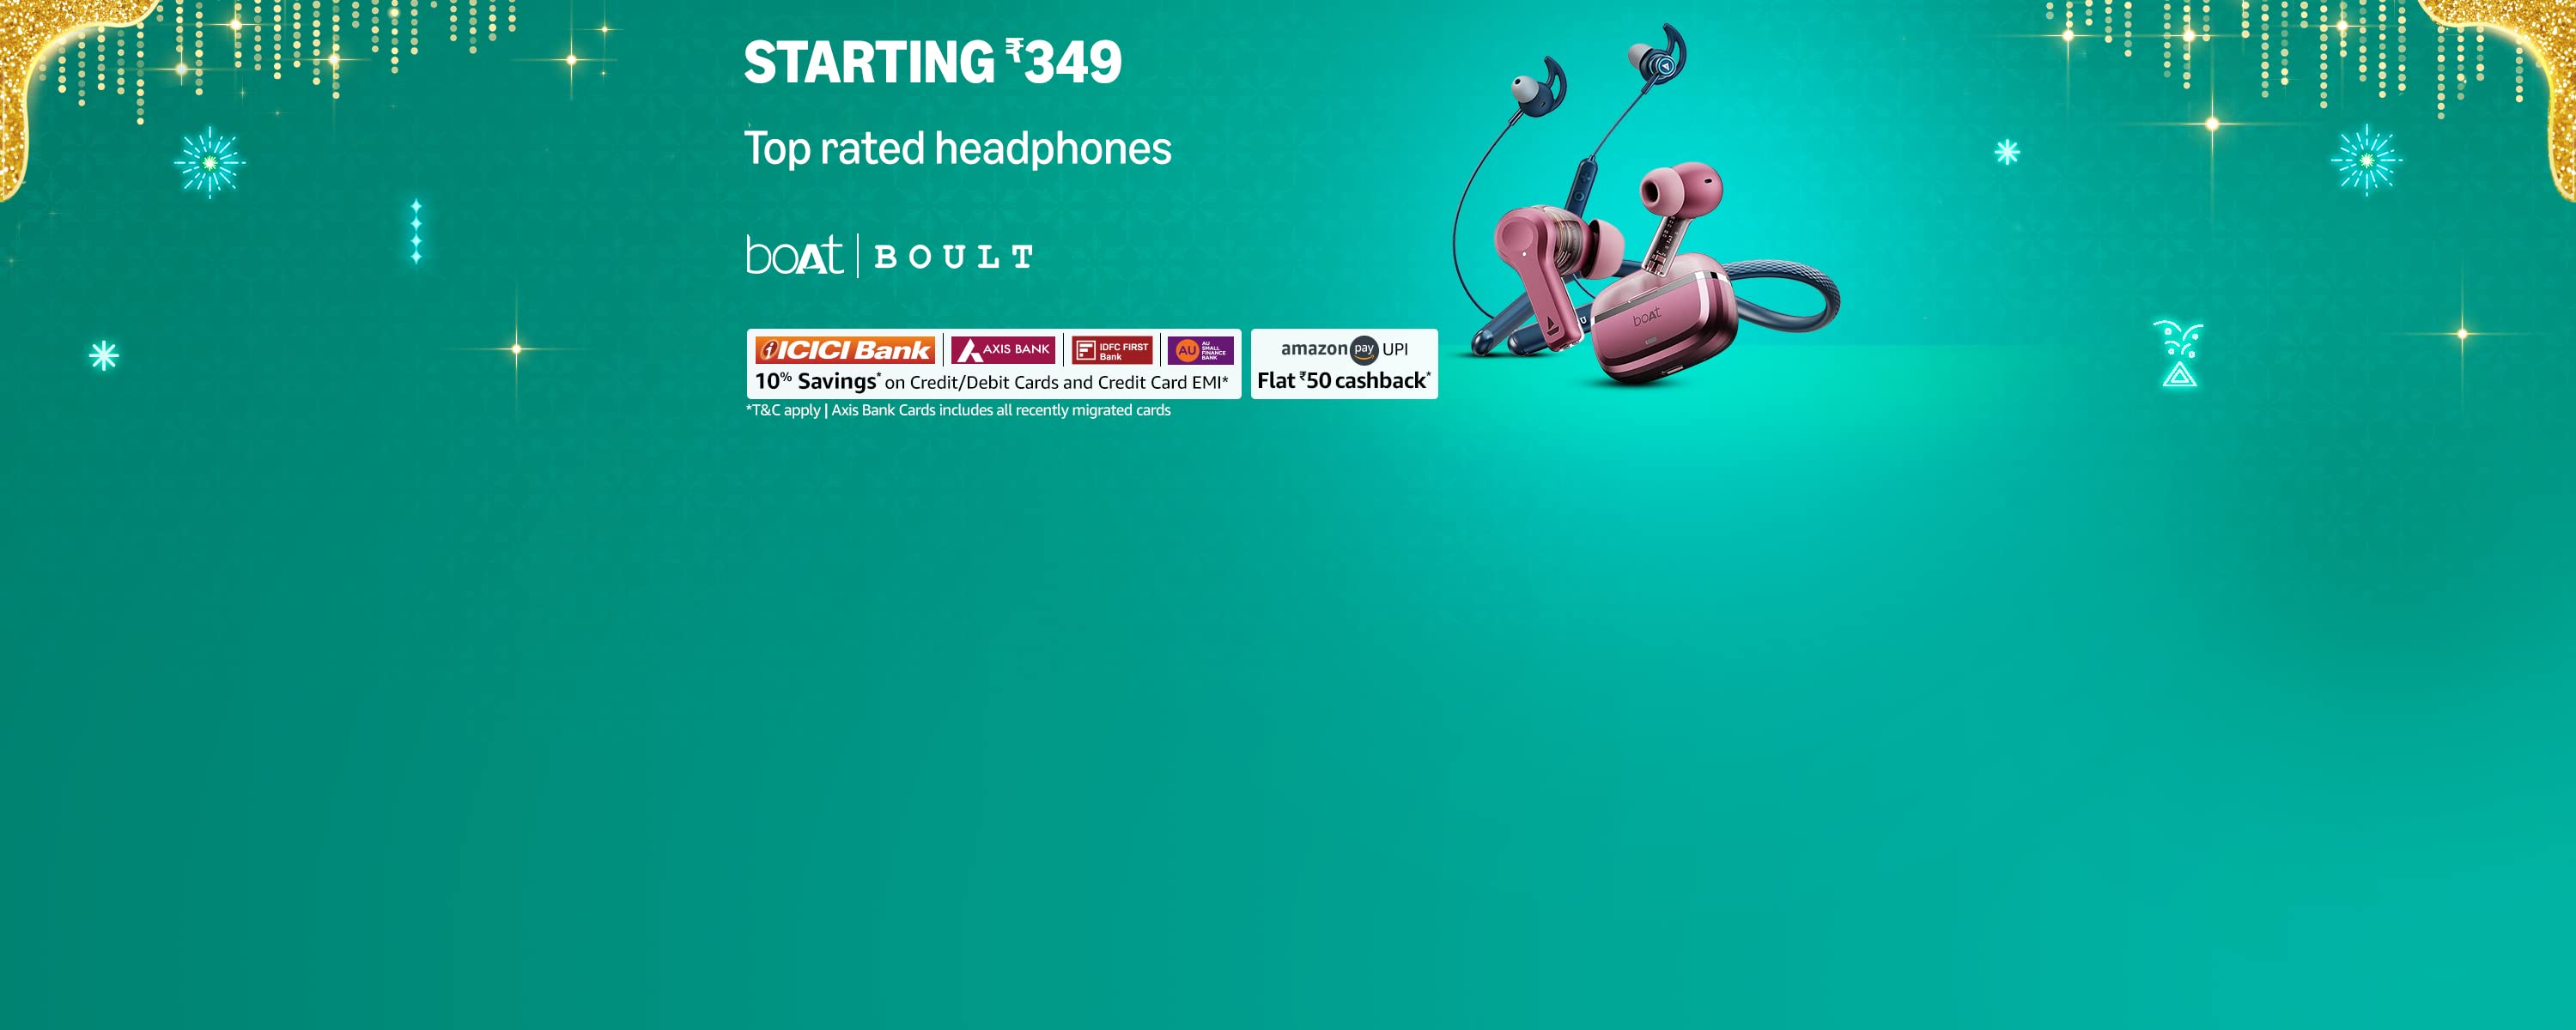 STARTING ₹349
Top rated headphones
boAt | BOULT
ICICI Bank | AXIS BANK | IDFC FIRST Bank | AU AU SMALL FINANCE BANK
10% Savings* on Credit/Debit Cards and Credit Card EMI*
amazon pay UPI
Flat ₹50 cashback*
*T&C apply | Axis Bank Cards includes all recently migrated cards
boAt